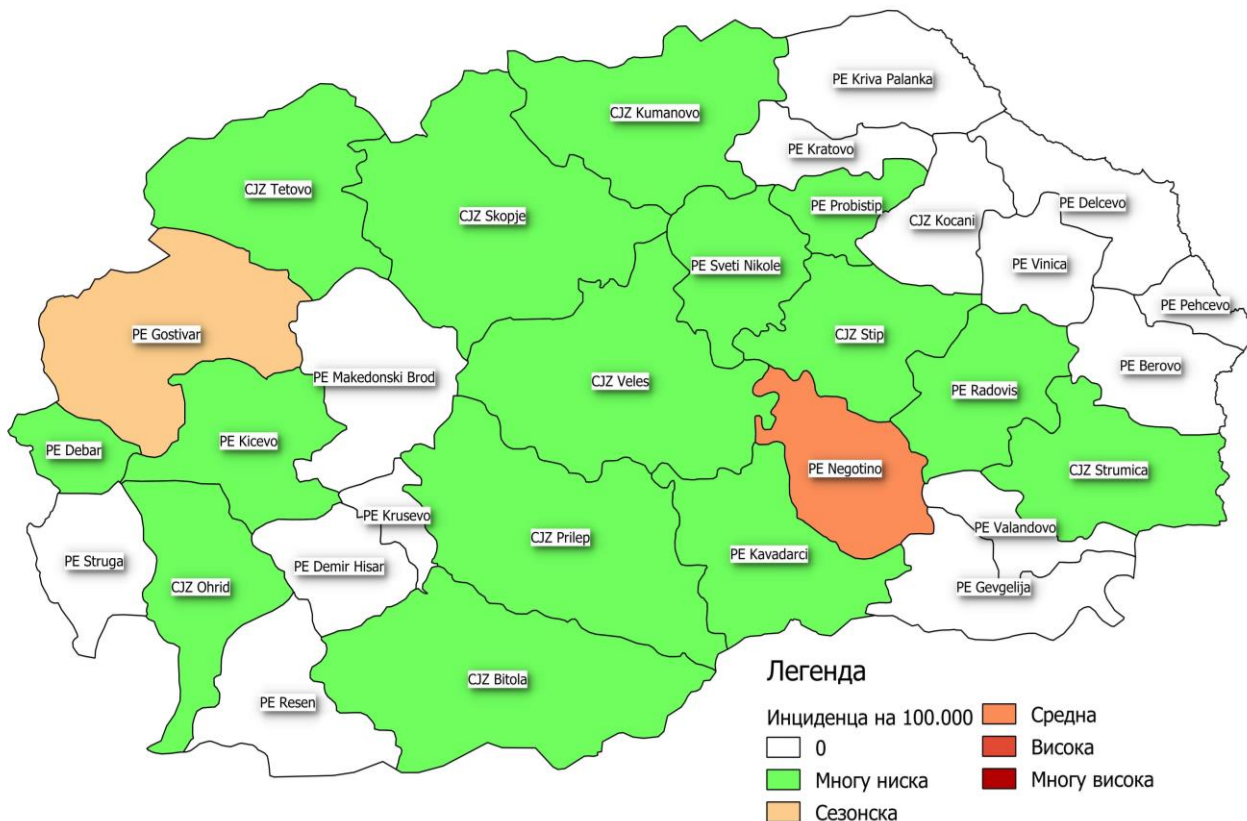 PE Kriva Palanka
CJZ Kumanovo
PE Kratovo
CJZ Tetovo
PE Probistip
PE Delcevo
CJZ Skopje
CJZ Kocani
PE Sveti Nikole
PE Vinica
PE Pehcevo
PE Gostivar
CJZ Stip
PE Berovo
PE Makedonski Brod
CJZ Veles
PE Radovis
PE Kicevo
PE Debar
PE Negotino
CJZ Strumica
PE Krusevo
PE Valandovo
CJZ Prilep
PE Kavadarci
PE Struga
PE Demir Hisar
CJZ Ohrid
PE Gevgelija
CJZ Bitola
PE Resen
Легенда
Инциденца на 100.000
0
Многу ниска
Сезонска
Средна
Висока
Многу висока